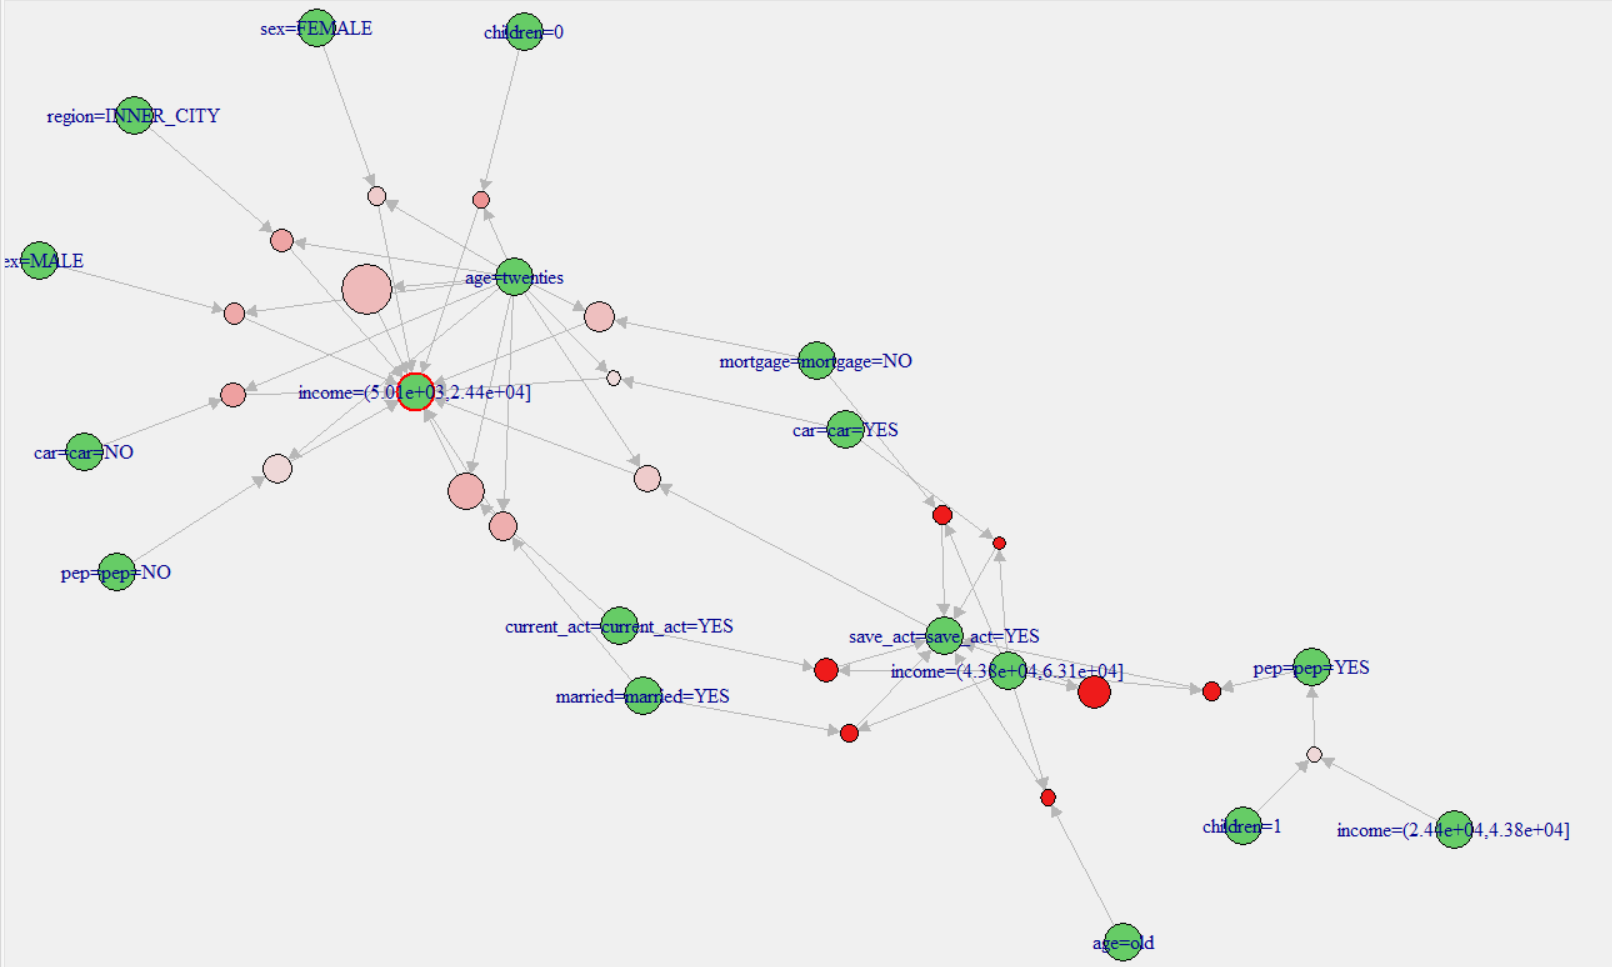 sex=FEMALE
children=0
region=INNER_CITY
ex=MALE
age=twenties
mortgage=mortgage=NO
income=(5.01e+03,2.44e+04]
car=car=YES
car=car=NO
pep=pep=NO
current_act=current_act=YES
save_act=save_act=YES
income=(4.38e+04,6.31e+04]
pep=pep=YES
married=married=YES
children=1
income=(2.44e+04,4.38e+04]
age=old